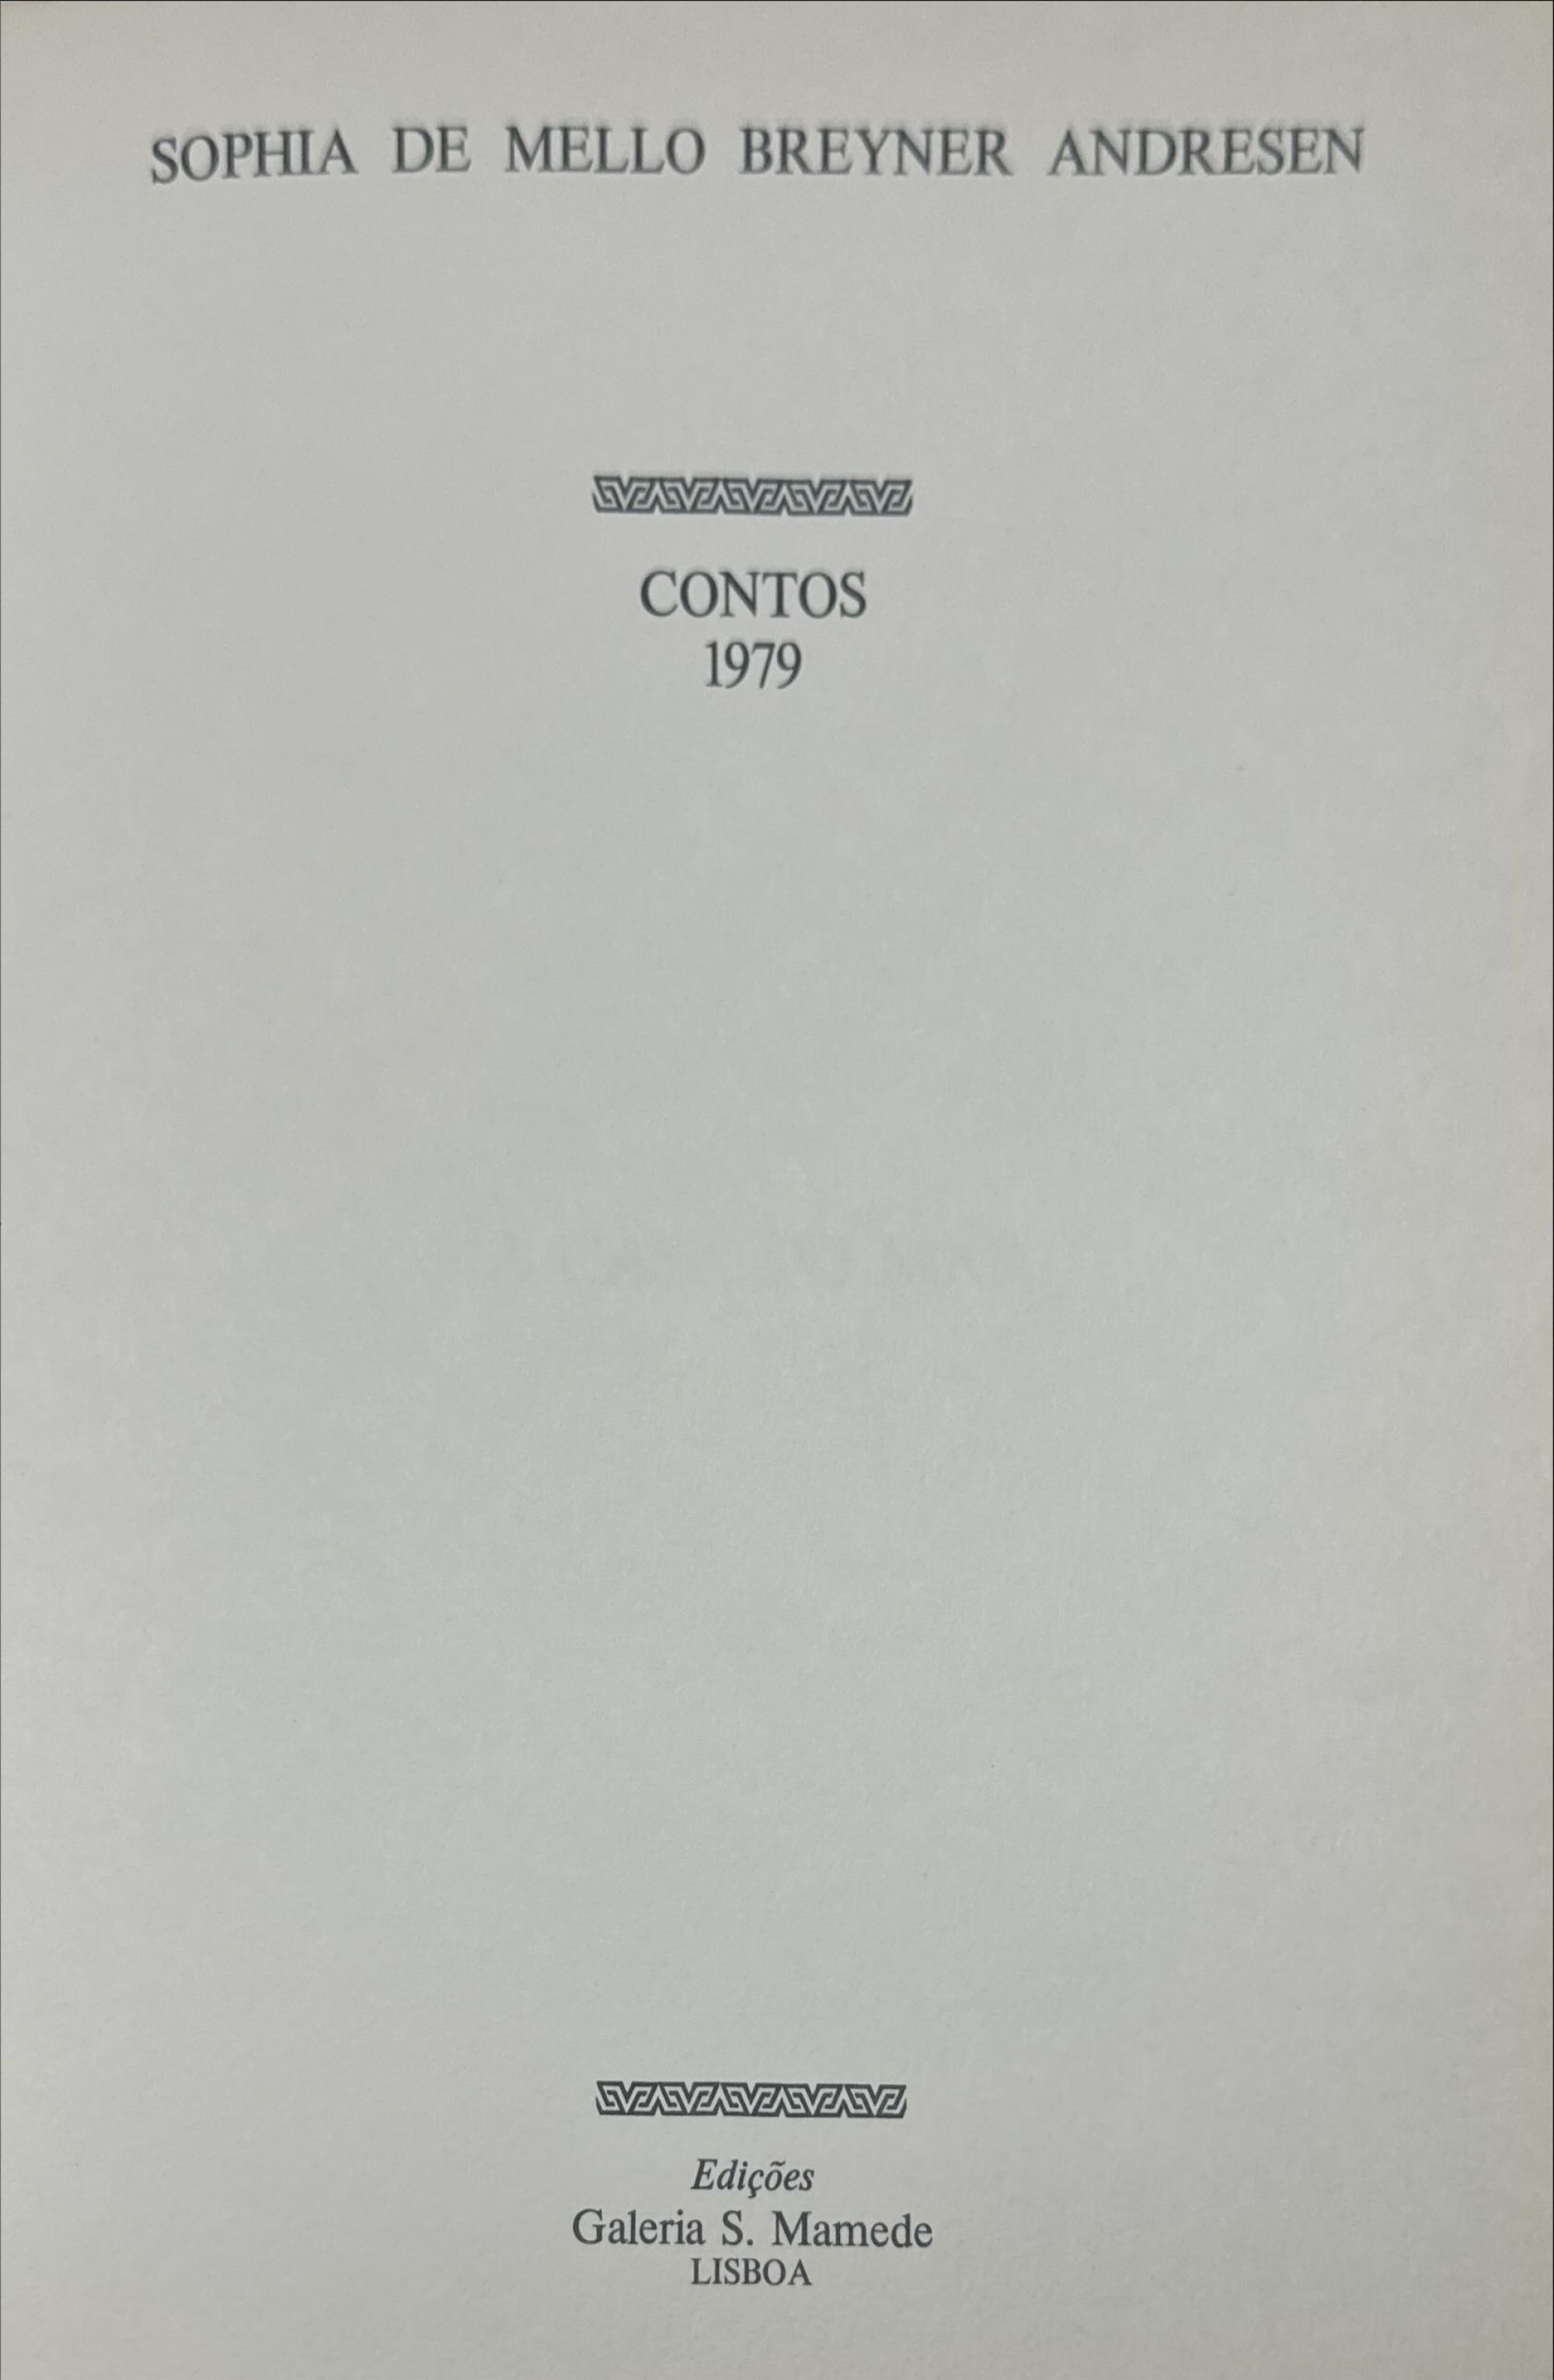 SOPHIA DE MELLO BREYNER ANDRESEN
CONTOS
1979
Edições
Galeria S. Mamede
LISBOA